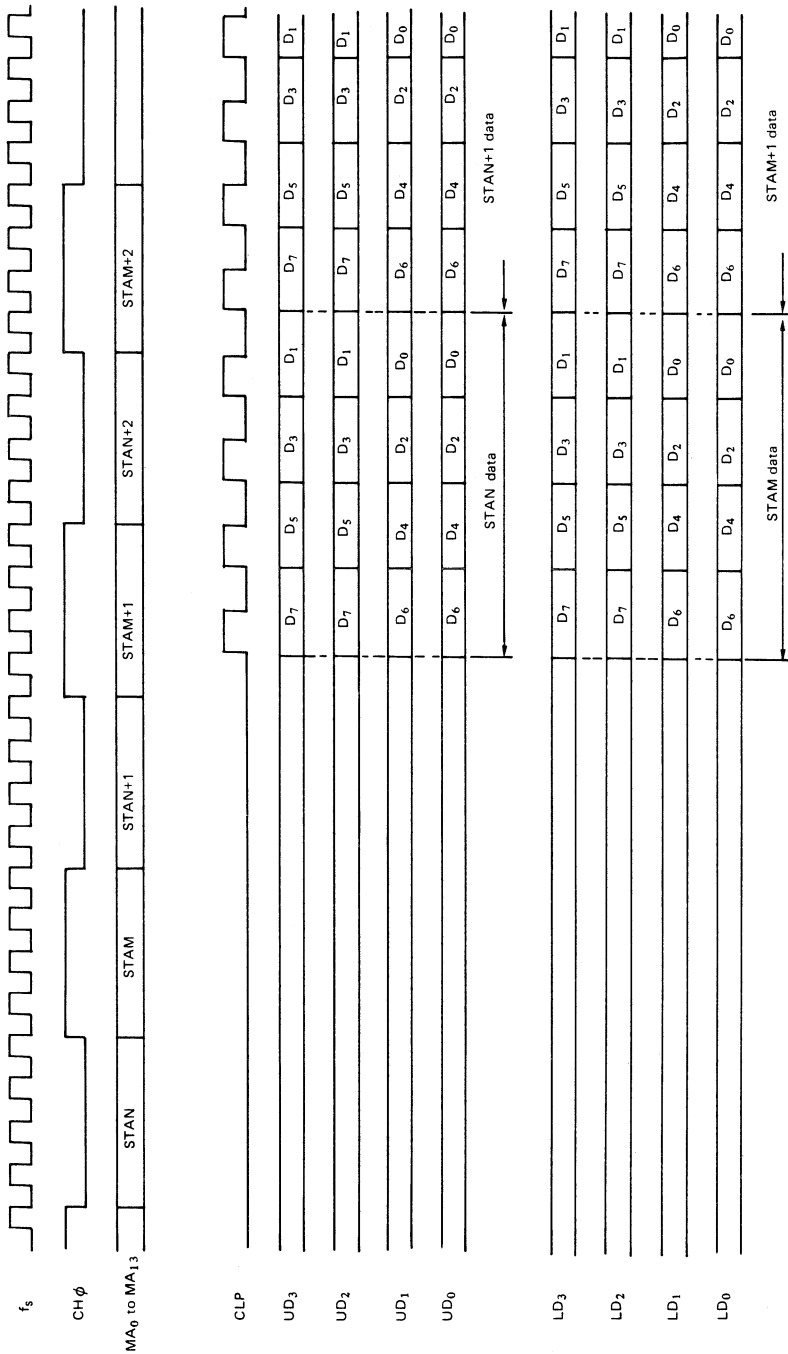 fs
CHφ
MA0 to MA13 STAN STAM STAN+1 STAM+1 STAN+2 STAM+2
CLP
UD3 D7 D5 D3 D1 D7 D5 D3 D1
UD2 D7 D5 D3 D1 D7 D5 D3 D1
UD1 D6 D4 D2 D0 D6 D4 D2 D0
UD0 D6 D4 D2 D0 D6 D4 D2 D0
STAN data STAN+1 data
LD3 D7 D5 D3 D1 D7 D5 D3 D1
LD2 D7 D5 D3 D1 D7 D5 D3 D1
LD1 D6 D4 D2 D0 D6 D4 D2 D0
LD0 D6 D4 D2 D0 D6 D4 D2 D0
STAM data STAM+1 data